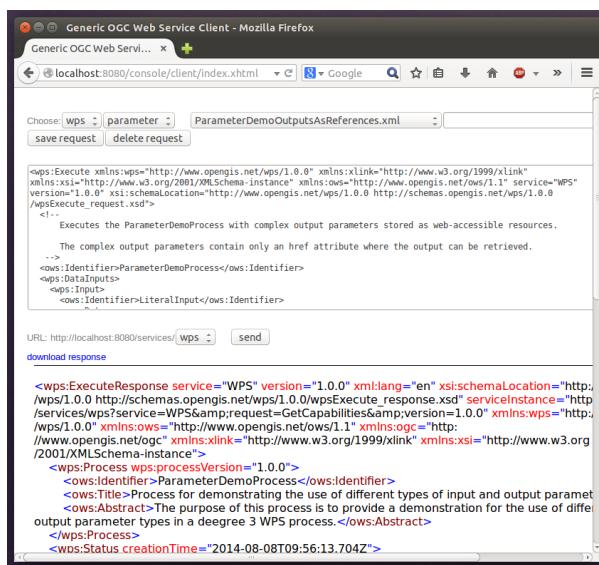 Generic OGC Web Service Client - Mozilla Firefox
Generic OGC Web Servi... ×
localhost:8080/console/client/index.xhtml Google ABP »
Choose: wps parameter ParameterDemoOutputsAsReferences.xml
save request delete request
<wps:Execute xmlns:wps="http://www.opengis.net/wps/1.0.0" xmlns:xlink="http://www.w3.org/1999/xlink"
xmlns:xsi="http://www.w3.org/2001/XMLSchema-instance" xmlns:ows="http://www.opengis.net/ows/1.1" service="WPS"
version="1.0.0" xsi:schemaLocation="http://www.opengis.net/wps/1.0.0 http://schemas.opengis.net/wps/1.0.0
/wpsExecute_request.xsd">
<!--
Executes the ParameterDemoProcess with complex output parameters stored as web-accessible resources.
The complex output parameters contain only an href attribute where the output can be retrieved.
-->
<ows:Identifier>ParameterDemoProcess</ows:Identifier>
<wps:DataInputs>
<wps:Input>
<ows:Identifier>LiteralInput</ows:Identifier>
URL: http://localhost:8080/services/ wps send
download response
<wps:ExecuteResponse service="WPS" version="1.0.0" xml:lang="en" xsi:schemaLocation="http:/
/wps/1.0.0 http://schemas.opengis.net/wps/1.0.0/wpsExecute_response.xsd" serviceInstance="http
/services/wps?service=WPS&amp;request=GetCapabilities&amp;version=1.0.0" xmlns:wps="http:/
/wps/1.0.0" xmlns:ows="http://www.opengis.net/ows/1.1" xmlns:ogc="http:
//www.opengis.net/ogc" xmlns:xlink="http://www.w3.org/1999/xlink" xmlns:xsi="http://www.w3.org
/2001/XMLSchema-instance">
<wps:Process wps:processVersion="1.0.0">
<ows:Identifier>ParameterDemoProcess</ows:Identifier>
<ows:Title>Process for demonstrating the use of different types of input and output paramet
<ows:Abstract>The purpose of this process is to provide a demonstration for the use of differ
output parameter types in a deegree 3 WPS process.</ows:Abstract>
</wps:Process>
<wps:Status creationTime="2014-08-08T09:56:13.704Z">